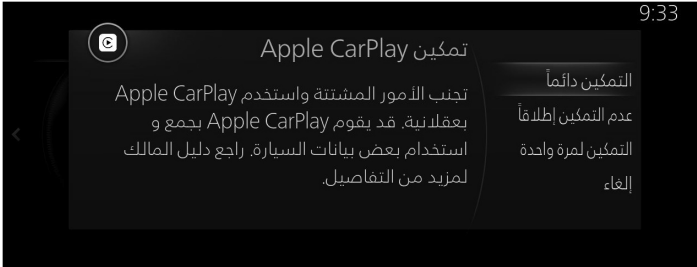 9:33
تمكين Apple CarPlay
تجنب الأمور المشتتة واستخدم Apple CarPlay
بعقلانية. قد يقوم Apple CarPlay بجمع و
استخدام بعض بيانات السيارة. راجع دليل المالك
لمزيد من التفاصيل.
التمكين دائماً
عدم التمكين إطلاقاً
التمكين لمرة واحدة
إلغاء